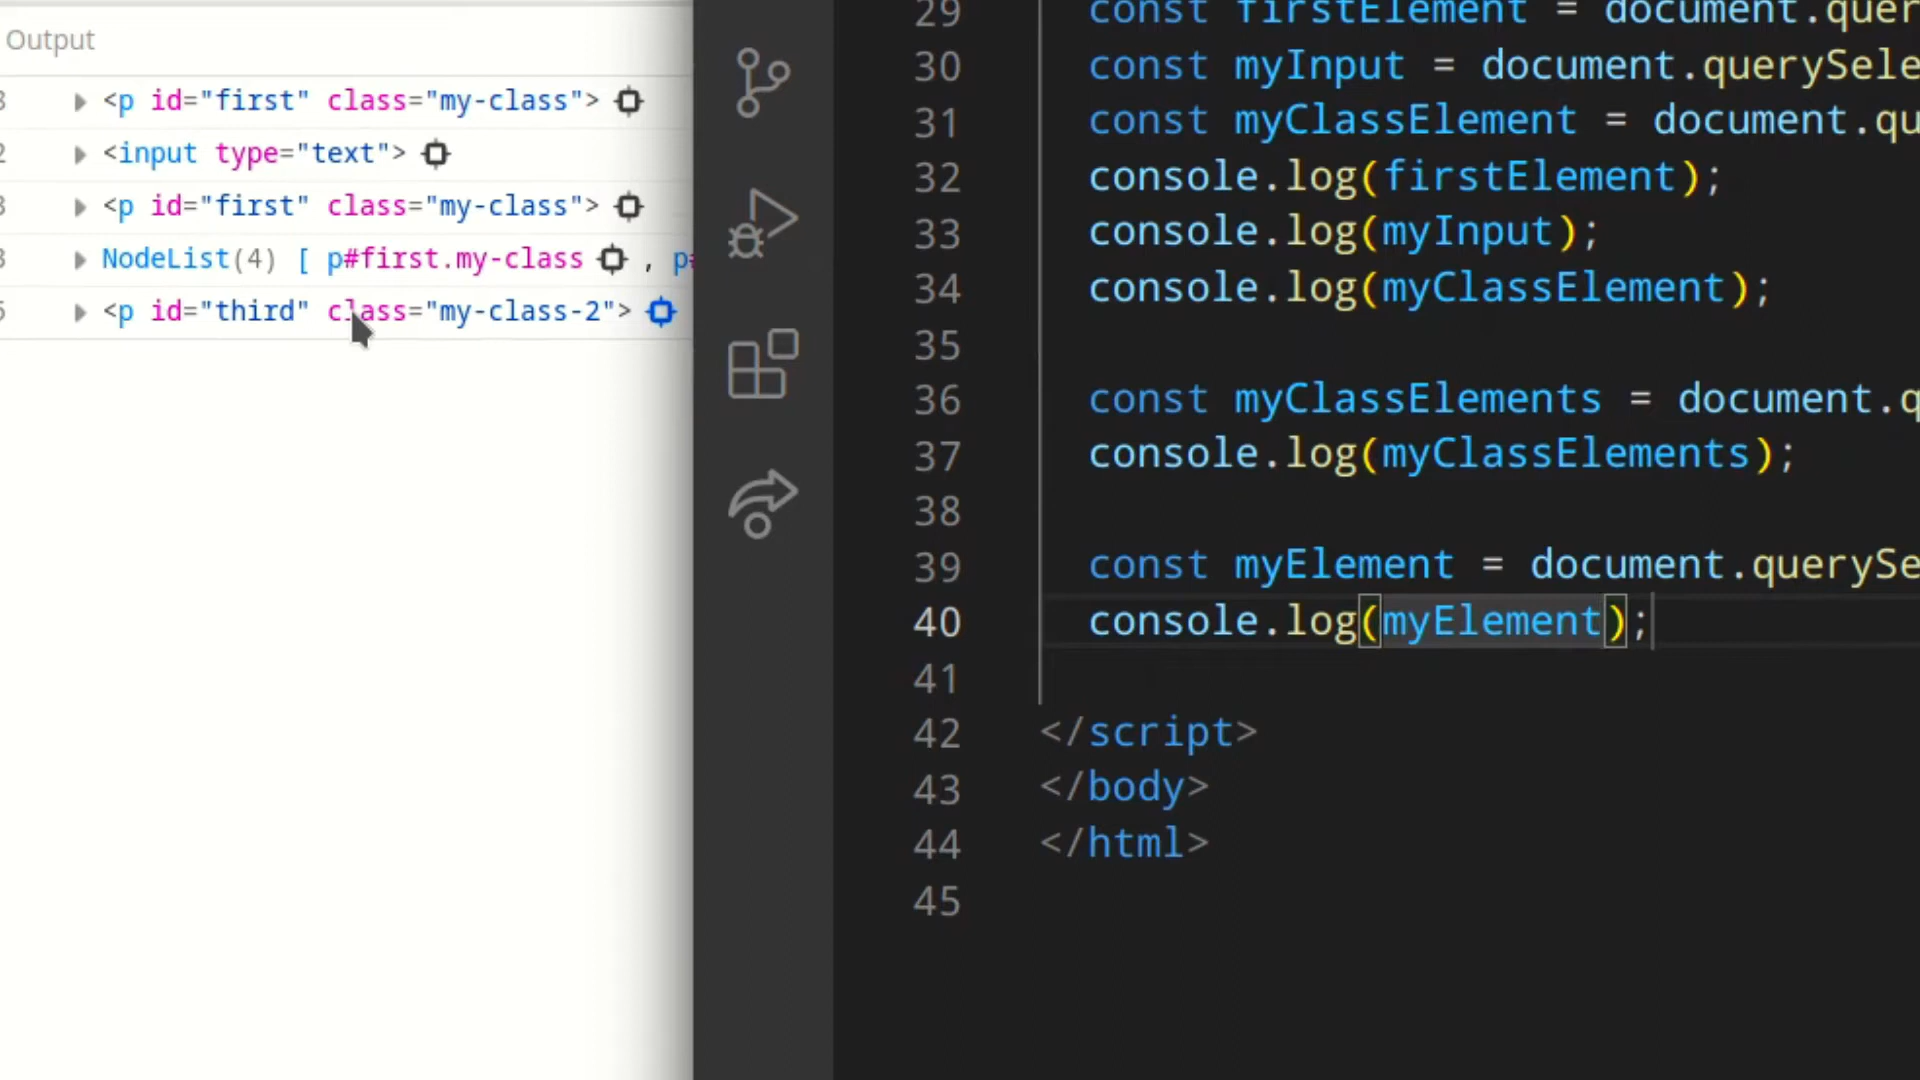 Output
<p id="first" class="my-class">
<input type="text">
<p id="first" class="my-class">
NodeList(4) [ p#first.my-class , p#
<p id="third" class="my-class-2">
29 const firstElement = document.quer
30 const myInput = document.querySele
31 const myClassElement = document.qu
32 console.log(firstElement);
33 console.log(myInput);
34 console.log(myClassElement);
35
36 const myClassElements = document.q
37 console.log(myClassElements);
38
39 const myElement = document.querySe
40 console.log(myElement);
41
42 </script>
43 </body>
44 </html>
45